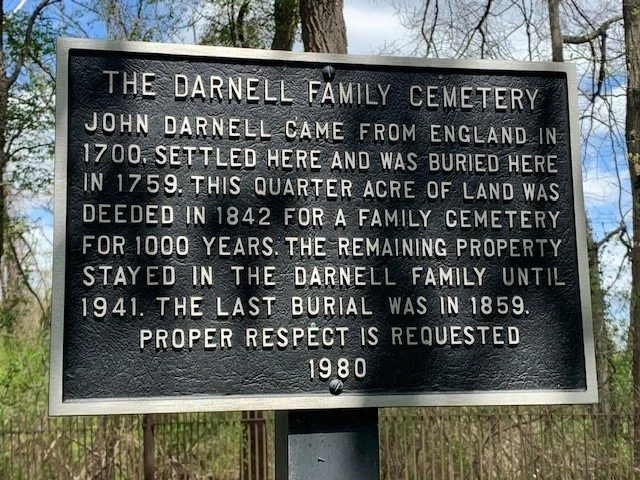 THE DARNELL FAMILY CEMETERY
JOHN DARNELL CAME FROM ENGLAND IN
1700, SETTLED HERE AND WAS BURIED HERE
IN 1759. THIS QUARTER ACRE OF LAND WAS
DEEDED IN 1842 FOR A FAMILY CEMETERY
FOR 1000 YEARS. THE REMAINING PROPERTY
STAYED IN THE DARNELL FAMILY UNTIL
1941. THE LAST BURIAL WAS IN 1859.
PROPER RESPECT IS REQUESTED
1980